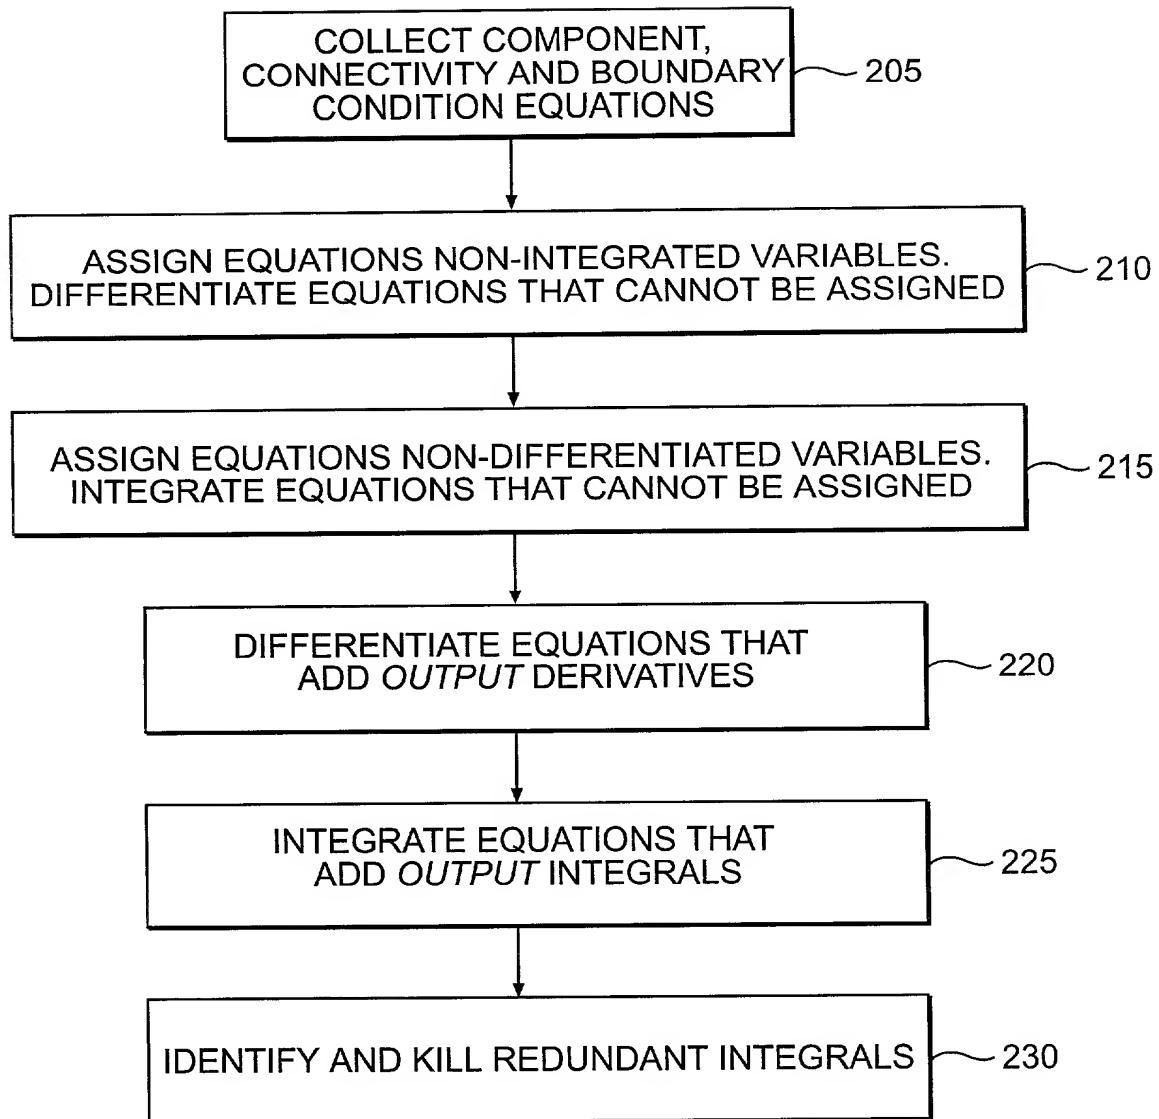 COLLECT COMPONENT,
CONNECTIVITY AND BOUNDARY
CONDITION EQUATIONS
205
ASSIGN EQUATIONS NON-INTEGRATED VARIABLES.
DIFFERENTIATE EQUATIONS THAT CANNOT BE ASSIGNED
210
ASSIGN EQUATIONS NON-DIFFERENTIATED VARIABLES.
INTEGRATE EQUATIONS THAT CANNOT BE ASSIGNED
215
DIFFERENTIATE EQUATIONS THAT
ADD OUTPUT DERIVATIVES
220
INTEGRATE EQUATIONS THAT
ADD OUTPUT INTEGRALS
225
IDENTIFY AND KILL REDUNDANT INTEGRALS
230